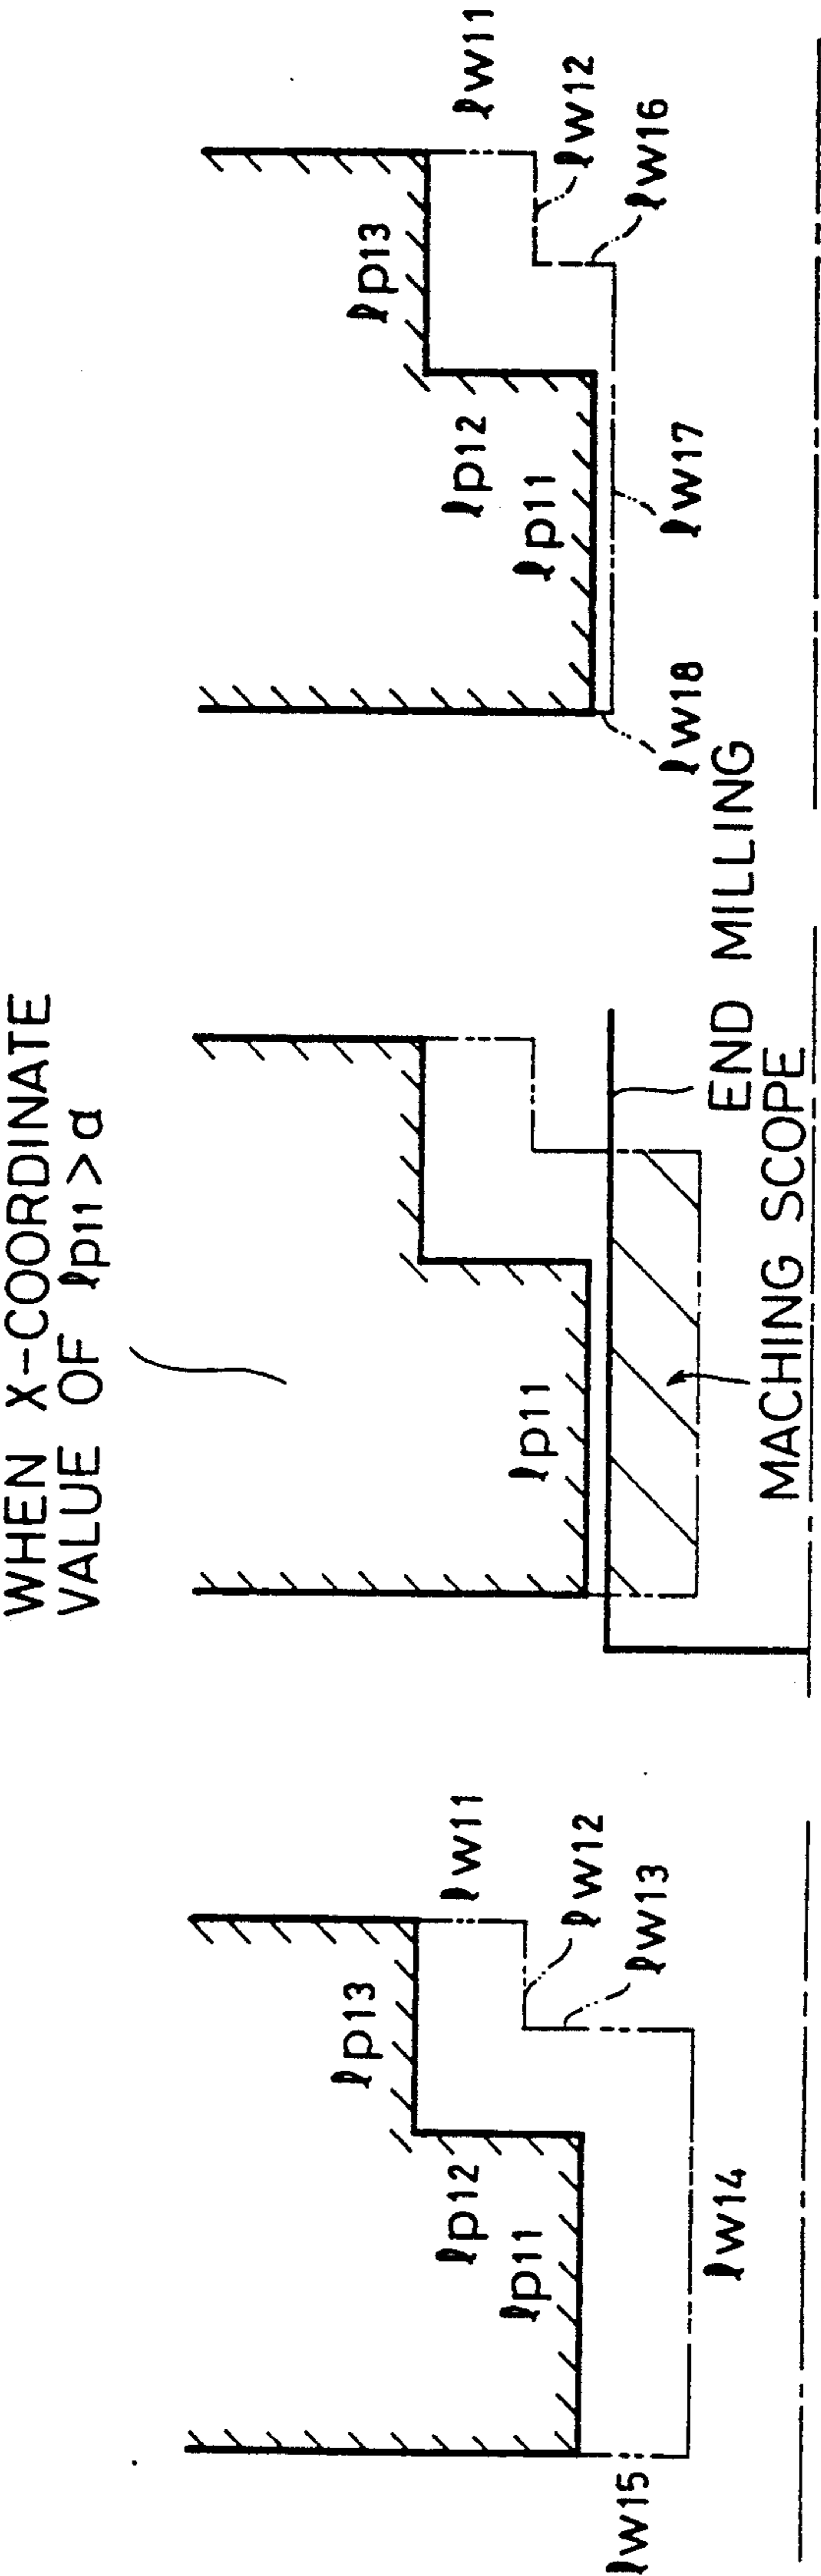 WHEN X-COORDINATE
VALUE OF ℓp11>α
ℓw15
ℓp11
ℓp12
ℓp13
ℓw11
ℓw12
ℓw13
ℓw14
ℓp11
MACHING SCOPE
END MILLING
ℓw18
ℓp11
ℓp12
ℓp13
ℓw11
ℓw12
ℓw16
ℓw17